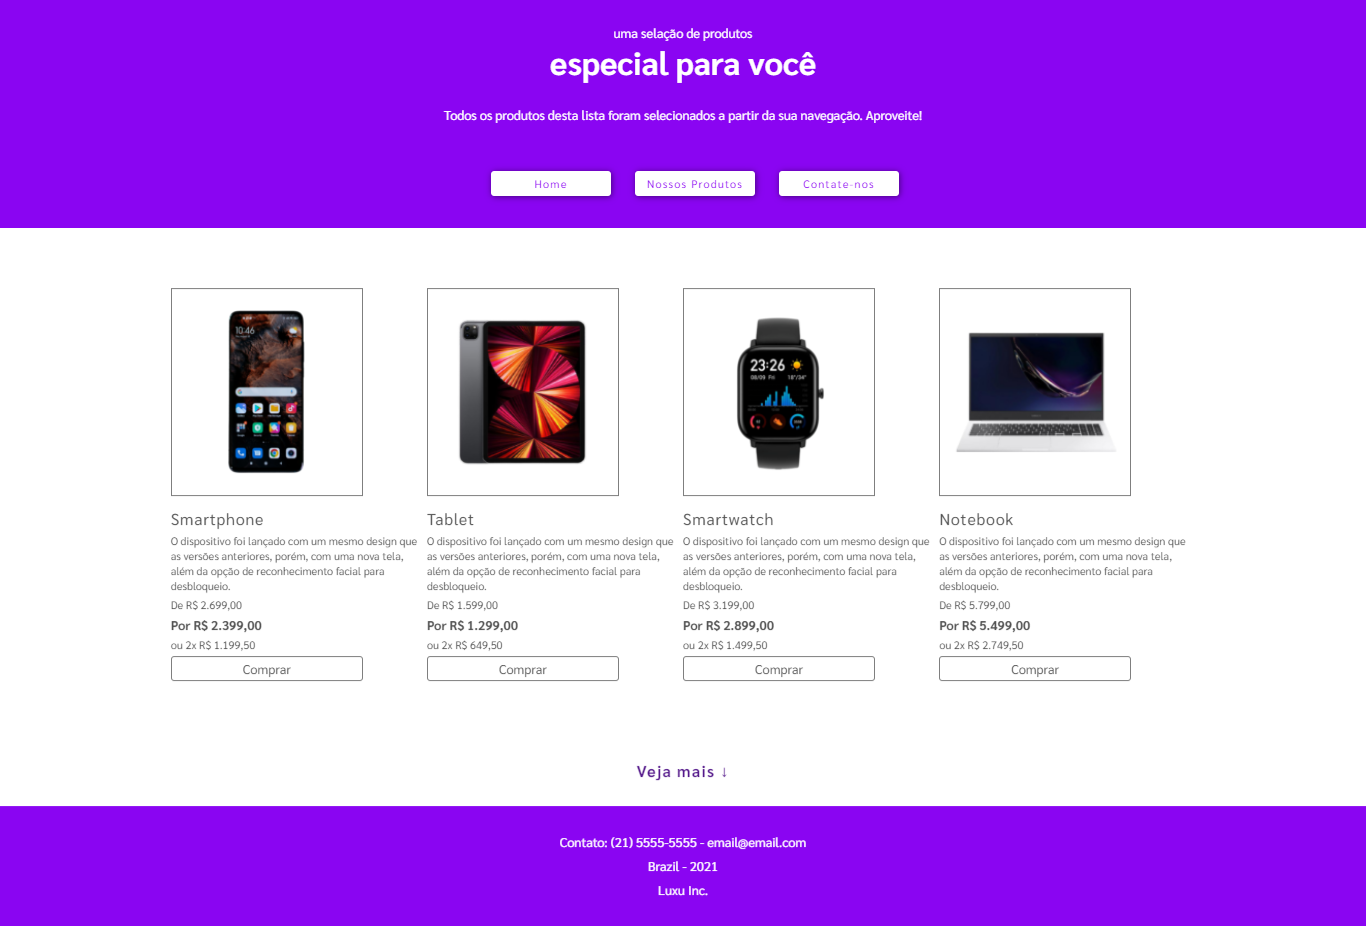 uma selação de produtos
especial para você
Todos os produtos desta lista foram selecionados a partir da sua navegação. Aproveite!
Home
Nossos Produtos
Contate-nos
10:46
23:26
08/09 Fri 18°/34°
Smartphone
O dispositivo foi lançado com um mesmo design que
as versões anteriores, porém, com uma nova tela,
além da opção de reconhecimento facial para
desbloqueio.
De R$ 2.699,00
Por R$ 2.399,00
ou 2x R$ 1.199,50
Comprar
Tablet
O dispositivo foi lançado com um mesmo design que
as versões anteriores, porém, com uma nova tela,
além da opção de reconhecimento facial para
desbloqueio.
De R$ 1.599,00
Por R$ 1.299,00
ou 2x R$ 649,50
Comprar
Smartwatch
O dispositivo foi lançado com um mesmo design que
as versões anteriores, porém, com uma nova tela,
além da opção de reconhecimento facial para
desbloqueio.
De R$ 3.199,00
Por R$ 2.899,00
ou 2x R$ 1.499,50
Comprar
Notebook
O dispositivo foi lançado com um mesmo design que
as versões anteriores, porém, com uma nova tela,
além da opção de reconhecimento facial para
desbloqueio.
De R$ 5.799,00
Por R$ 5.499,00
ou 2x R$ 2.749,50
Comprar
Veja mais ↓
Contato: (21) 5555-5555 - email@email.com
Brazil - 2021
Luxu Inc.